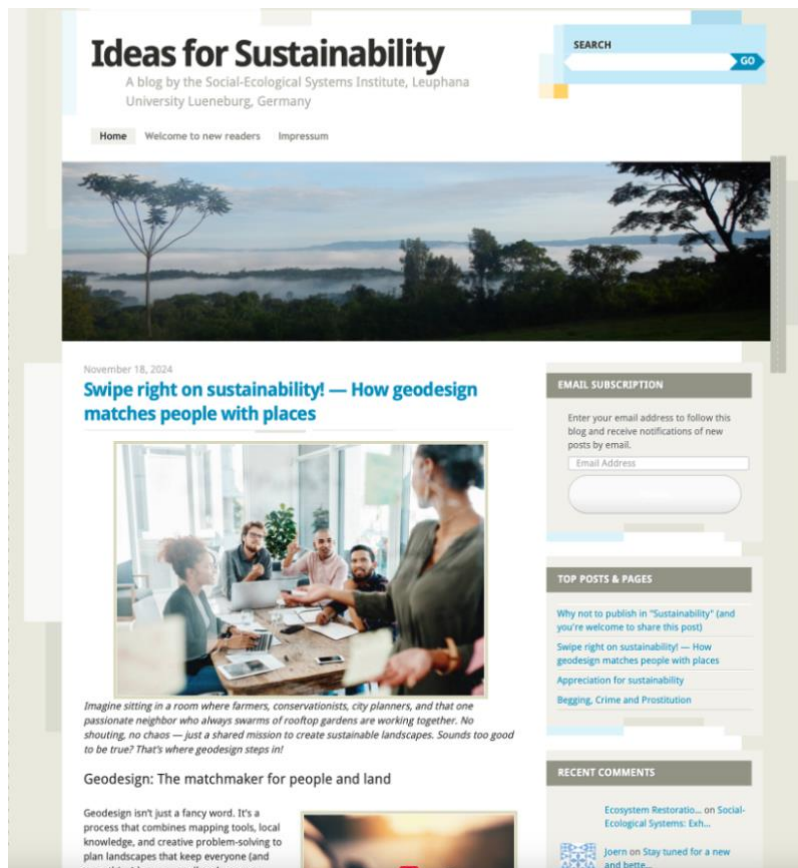 Ideas for Sustainability
A blog by the Social-Ecological Systems Institute, Leuphana
University Lueneburg, Germany
SEARCH
GO
Home
Welcome to new readers
Impressum
November 18, 2024
Swipe right on sustainability! — How geodesign
matches people with places
Imagine sitting in a room where farmers, conservationists, city planners, and that one
passionate neighbor who always swarms of rooftop gardens are working together. No
shouting, no chaos — just a shared mission to create sustainable landscapes. Sounds too good
to be true? That's where geodesign steps in!
Geodesign: The matchmaker for people and land
Geodesign isn't just a fancy word. It's a
process that combines mapping tools, local
knowledge, and creative problem-solving to
plan landscapes that keep everyone (and
EMAIL SUBSCRIPTION
Enter your email address to follow this
blog and receive notifications of new
posts by email.
Email Address
TOP POSTS & PAGES
Why not to publish in "Sustainability" (and
you're welcome to share this post)
Swipe right on sustainability! — How
geodesign matches people with places
Appreciation for sustainability
Begging, Crime and Prostitution
RECENT COMMENTS
Ecosystem Restoratio... on Social-
Ecological Systems: Exh...
Joern on Stay tuned for a new
and bette...